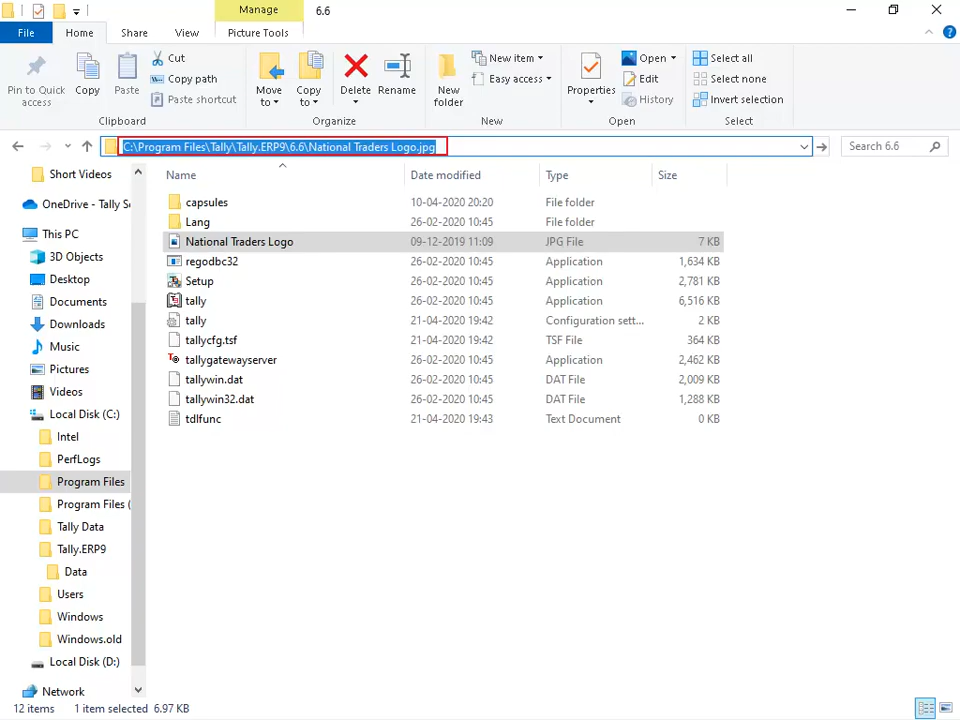 Manage
6.6
File
Home
Share
View
Picture Tools
Pin to Quick access
Copy
Paste
Cut
Copy path
Paste shortcut
Clipboard
Move to
Copy to
Delete
Rename
Organize
New folder
New item
Easy access
New
Properties
Open
Edit
History
Open
Select all
Select none
Invert selection
Select
C:\Program Files\Tally\Tally.ERP9\6.6\National Traders Logo.jpg
Search 6.6
Short Videos
OneDrive - Tally S
This PC
3D Objects
Desktop
Documents
Downloads
Music
Pictures
Videos
Local Disk (C:)
Intel
PerfLogs
Program Files
Program Files (
Tally Data
Tally.ERP9
Data
Users
Windows
Windows.old
Local Disk (D:)
Network
Name Date modified Type Size
capsules 10-04-2020 20:20 File folder
Lang 26-02-2020 10:45 File folder
National Traders Logo 09-12-2019 11:09 JPG File 7 KB
regodbc32 26-02-2020 10:45 Application 1,634 KB
Setup 26-02-2020 10:45 Application 2,781 KB
tally 26-02-2020 10:45 Application 6,516 KB
tally 21-04-2020 19:42 Configuration sett... 2 KB
tallycfg.tsf 21-04-2020 19:42 TSF File 364 KB
tallygatewayserver 26-02-2020 10:45 Application 2,462 KB
tallywin.dat 26-02-2020 10:45 DAT File 2,009 KB
tallywin32.dat 26-02-2020 10:45 DAT File 1,288 KB
tdlfunc 21-04-2020 19:43 Text Document 0 KB
12 items 1 item selected 6.97 KB